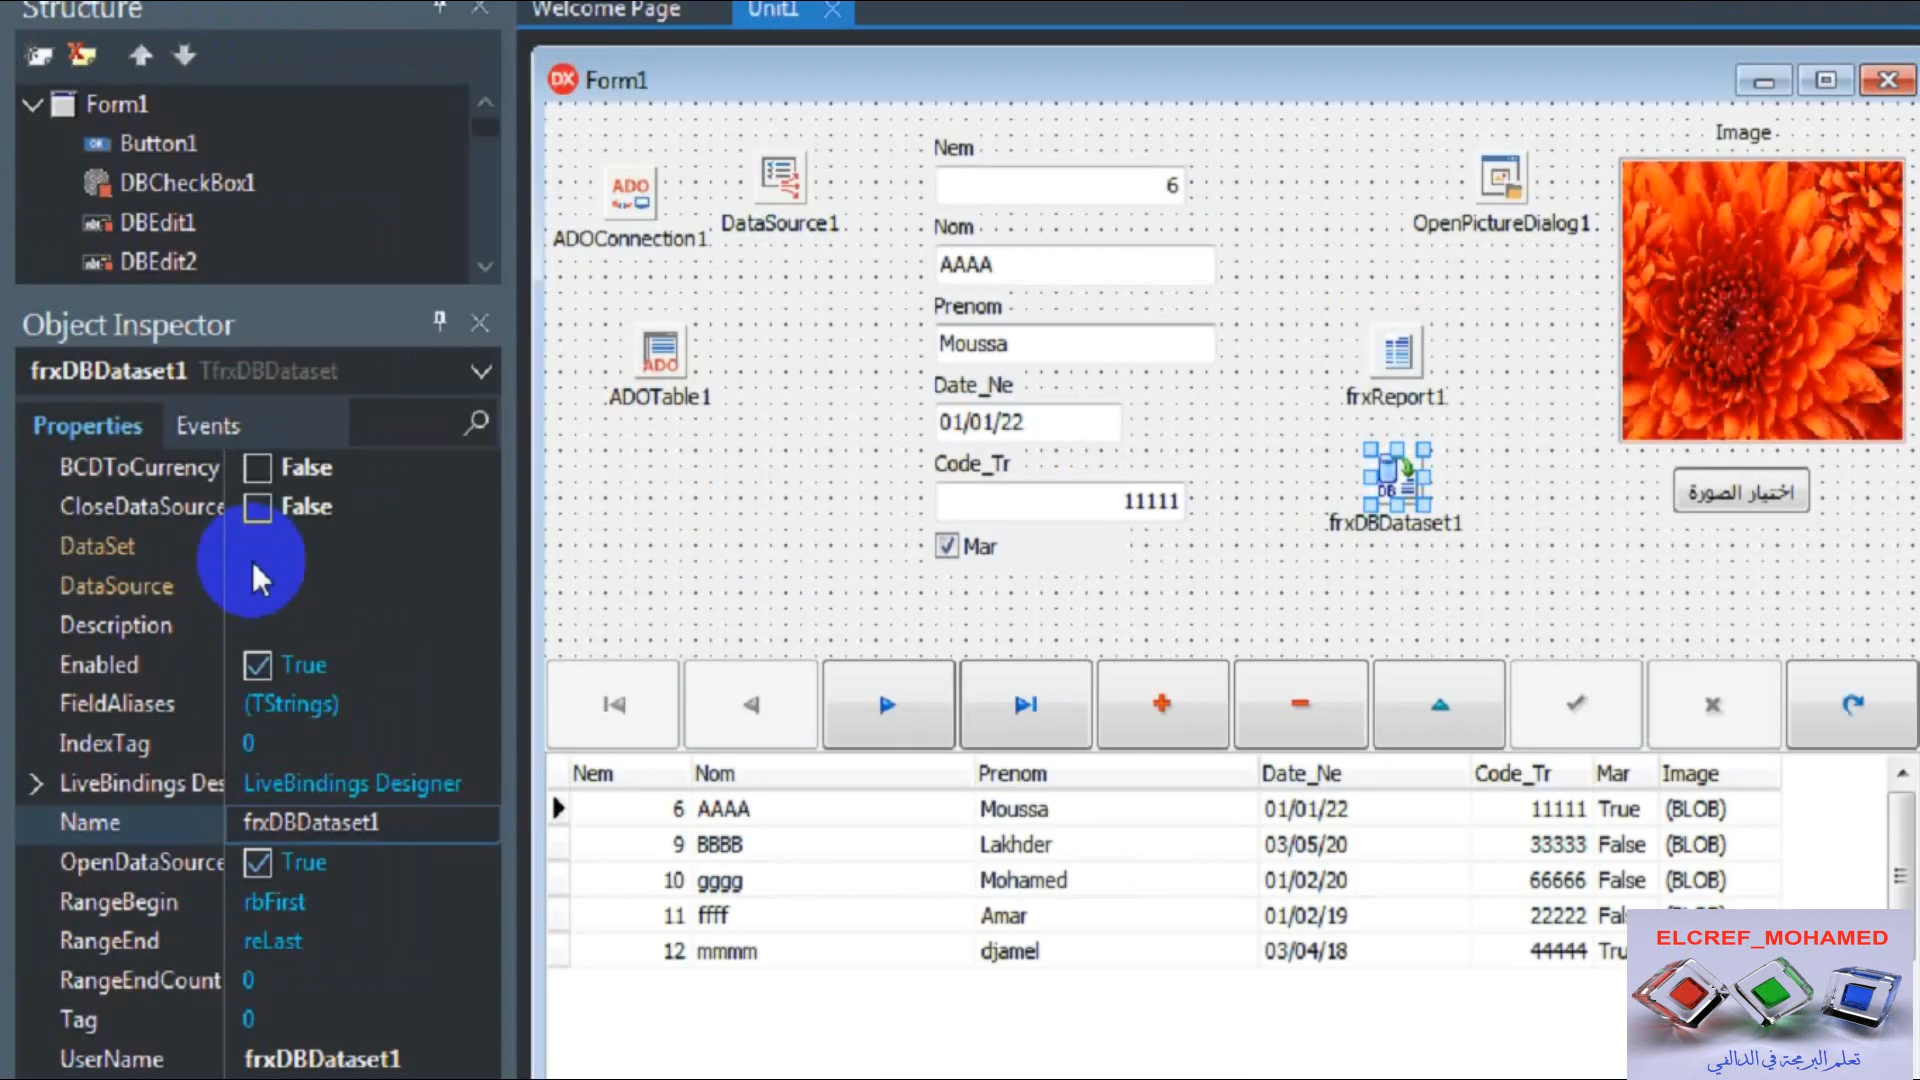 Structure
Form1
Button1
DBCheckBox1
DBEdit1
DBEdit2
Object Inspector
frxDBDataset1 TfrxDBDataset
Properties Events
BCDToCurrency False
CloseDataSource False
DataSet
DataSource
Description
Enabled True
FieldAliases (TStrings)
IndexTag 0
LiveBindings Des LiveBindings Designer
Name frxDBDataset1
OpenDataSource True
RangeBegin rbFirst
RangeEnd reLast
RangeEndCount 0
Tag 0
UserName frxDBDataset1
Welcome Page Unit1
DX Form1
ADO
ADOConnection1
DataSource1
ADO
ADOTable1
Nem
6
Nom
AAAA
Prenom
Moussa
Date_Ne
01/01/22
Code_Tr
11111
Mar
OpenPictureDialog1
frxReport1
DB
frxDBDataset1
Image
اختيار الصورة
Nem Nom Prenom Date_Ne Code_Tr Mar Image
6 AAAA Moussa 01/01/22 11111 True (BLOB)
9 BBBB Lakhder 03/05/20 33333 False (BLOB)
10 gggg Mohamed 01/02/20 66666 False (BLOB)
11 ffff Amar 01/02/19 22222 Fal
12 mmmm djamel 03/04/18 44444 Tru
ELCREF_MOHAMED
تعلم البرمجة في الدالفي